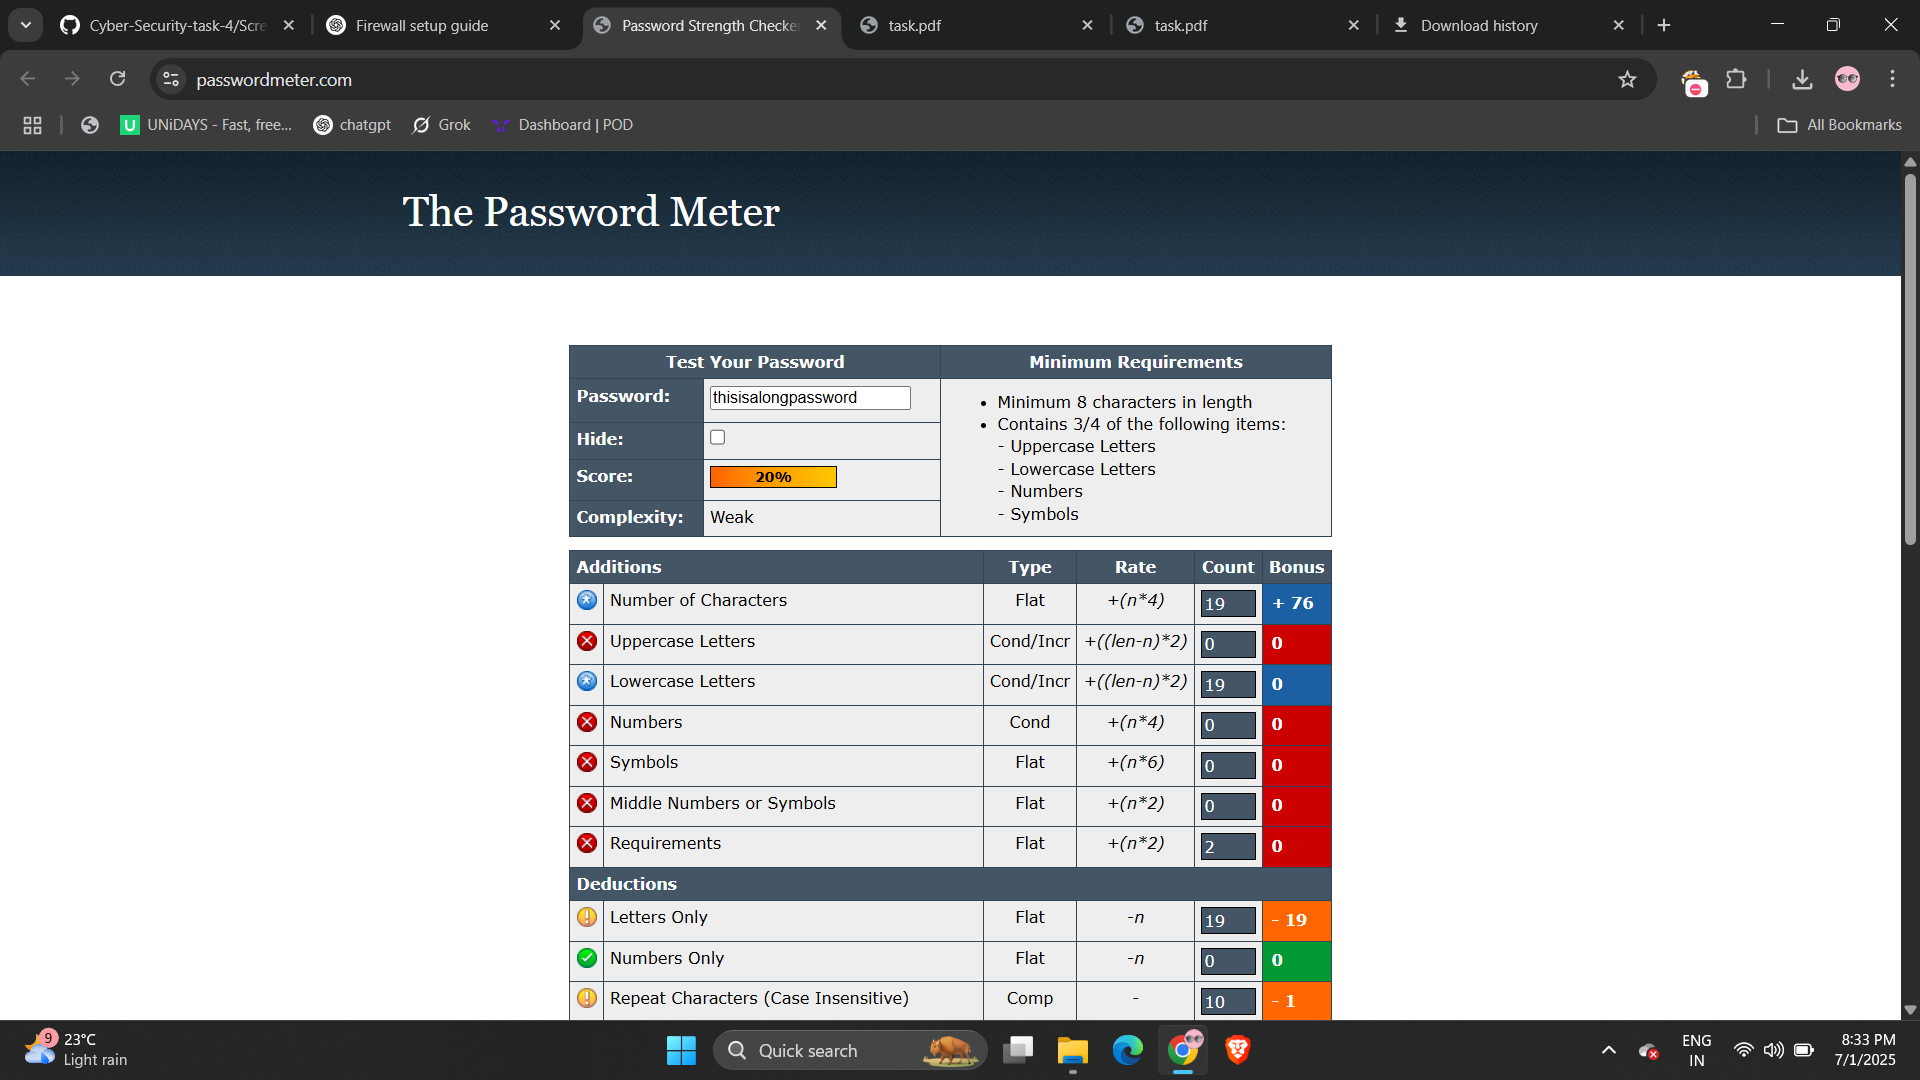 Cyber-Security-task-4/Scre
Firewall setup guide
Password Strength Checke
task.pdf
task.pdf
Download history
passwordmeter.com
UNiDAYS - Fast, free...
chatgpt
Grok
Dashboard | POD
All Bookmarks
The Password Meter
Test Your Password
Minimum Requirements
Password:
thisisalongpassword
Hide:
Score:
20%
Complexity:
Weak
• Minimum 8 characters in length
• Contains 3/4 of the following items:
- Uppercase Letters
- Lowercase Letters
- Numbers
- Symbols
Additions Type Rate Count Bonus
Number of Characters Flat +(n*4) 19 + 76
Uppercase Letters Cond/Incr +((len-n)*2) 0 0
Lowercase Letters Cond/Incr +((len-n)*2) 19 0
Numbers Cond +(n*4) 0 0
Symbols Flat +(n*6) 0 0
Middle Numbers or Symbols Flat +(n*2) 0 0
Requirements Flat +(n*2) 2 0
Deductions
Letters Only Flat -n 19 - 19
Numbers Only Flat -n 0 0
Repeat Characters (Case Insensitive) Comp - 10 - 1
9
23°C
Light rain
Quick search
ENG
IN
8:33 PM
7/1/2025